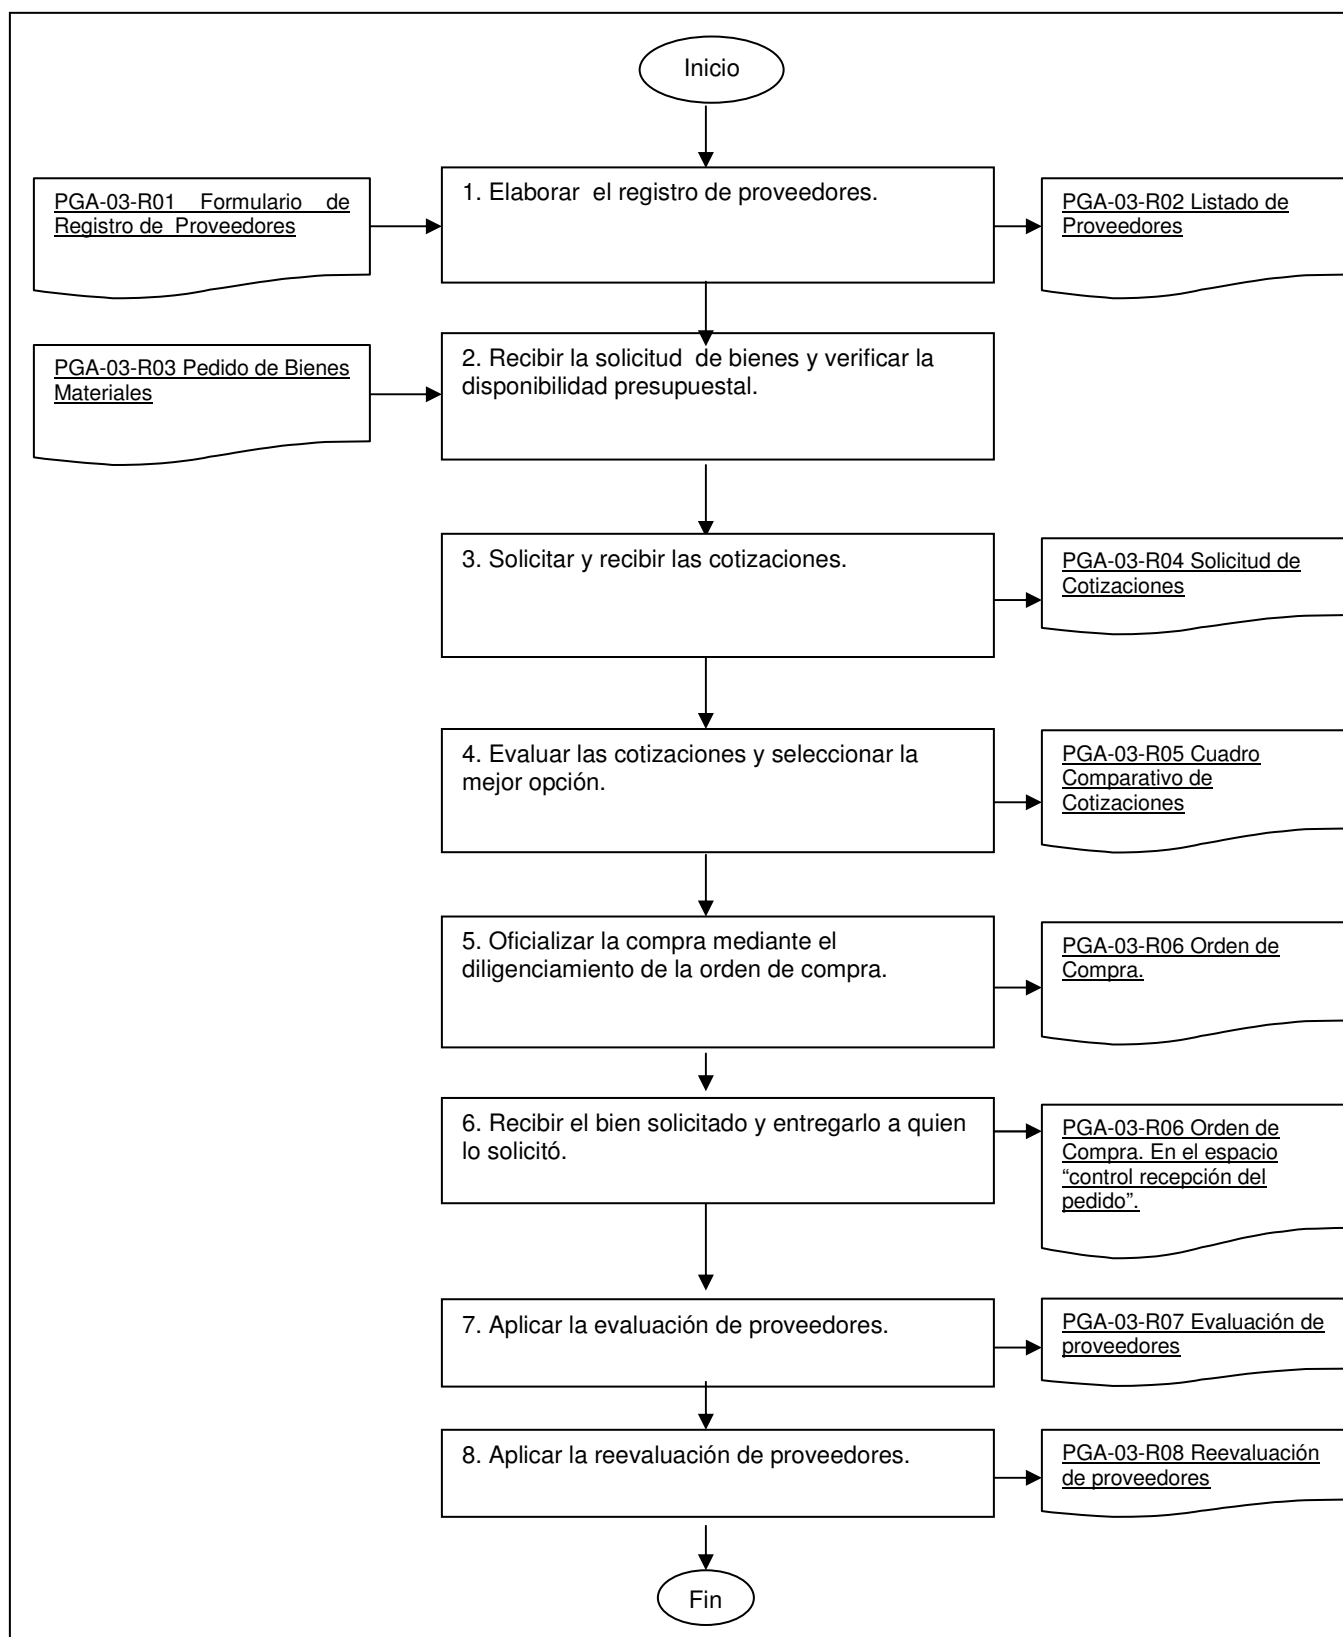 Inicio
PGA-03-R01 Formulario de
Registro de Proveedores
1. Elaborar el registro de proveedores.
PGA-03-R02 Listado de
Proveedores
PGA-03-R03 Pedido de Bienes
Materiales
2. Recibir la solicitud de bienes y verificar la
disponibilidad presupuestal.
3. Solicitar y recibir las cotizaciones.
PGA-03-R04 Solicitud de
Cotizaciones
4. Evaluar las cotizaciones y seleccionar la
mejor opción.
PGA-03-R05 Cuadro
Comparativo de
Cotizaciones
5. Oficializar la compra mediante el
diligenciamiento de la orden de compra.
PGA-03-R06 Orden de
Compra.
6. Recibir el bien solicitado y entregarlo a quien
lo solicitó.
PGA-03-R06 Orden de
Compra. En el espacio
“control recepción del
pedido”.
7. Aplicar la evaluación de proveedores.
PGA-03-R07 Evaluación de
proveedores
8. Aplicar la reevaluación de proveedores.
PGA-03-R08 Reevaluación
de proveedores
Fin